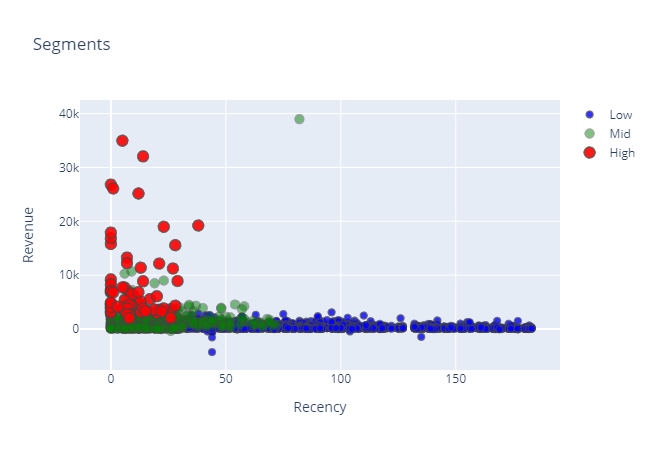 Segments
Low
Mid
High
40k
30k
20k
10k
0
Revenue
0
50
100
150
Recency